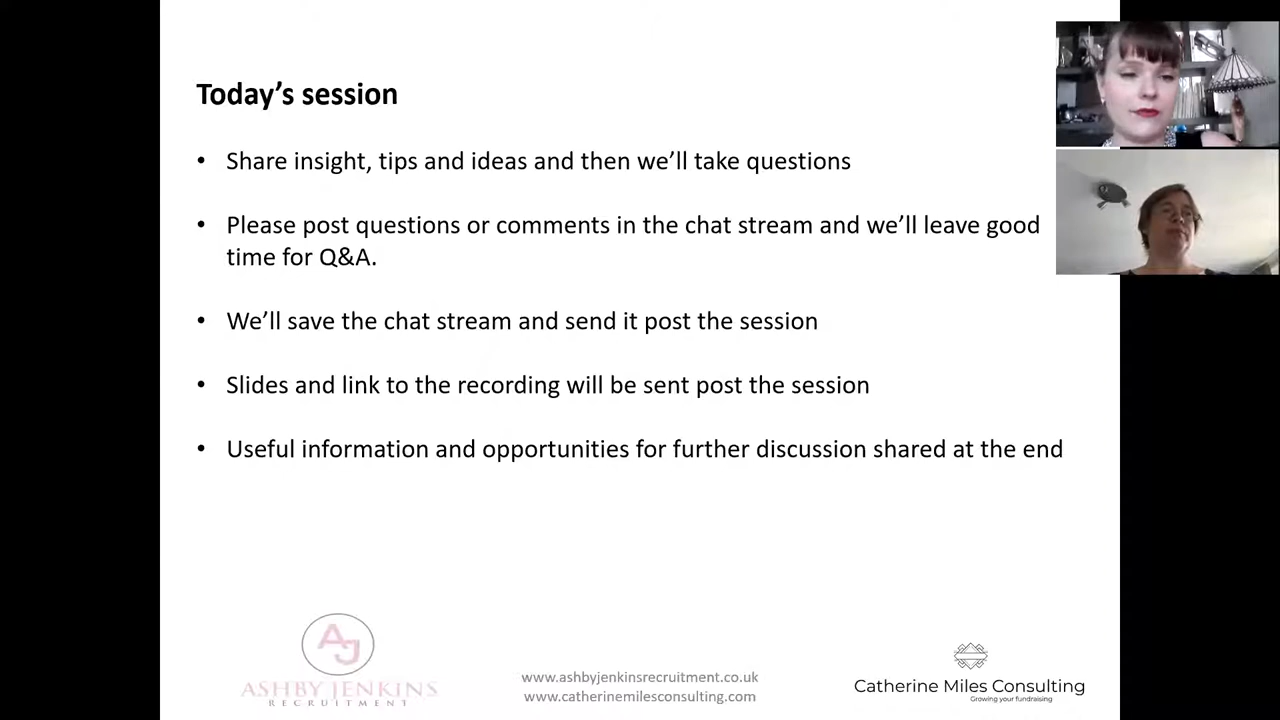 Today's session
• Share insight, tips and ideas and then we'll take questions
• Please post questions or comments in the chat stream and we'll leave good
time for Q&A.
• We'll save the chat stream and send it post the session
• Slides and link to the recording will be sent post the session
• Useful information and opportunities for further discussion shared at the end
AJ
ASHBY JENKINS
RECRUITMENT
www.ashbyjenkinsrecruitment.co.uk
www.catherinemilesconsulting.com
Catherine Miles Consulting
Growing your fundraising